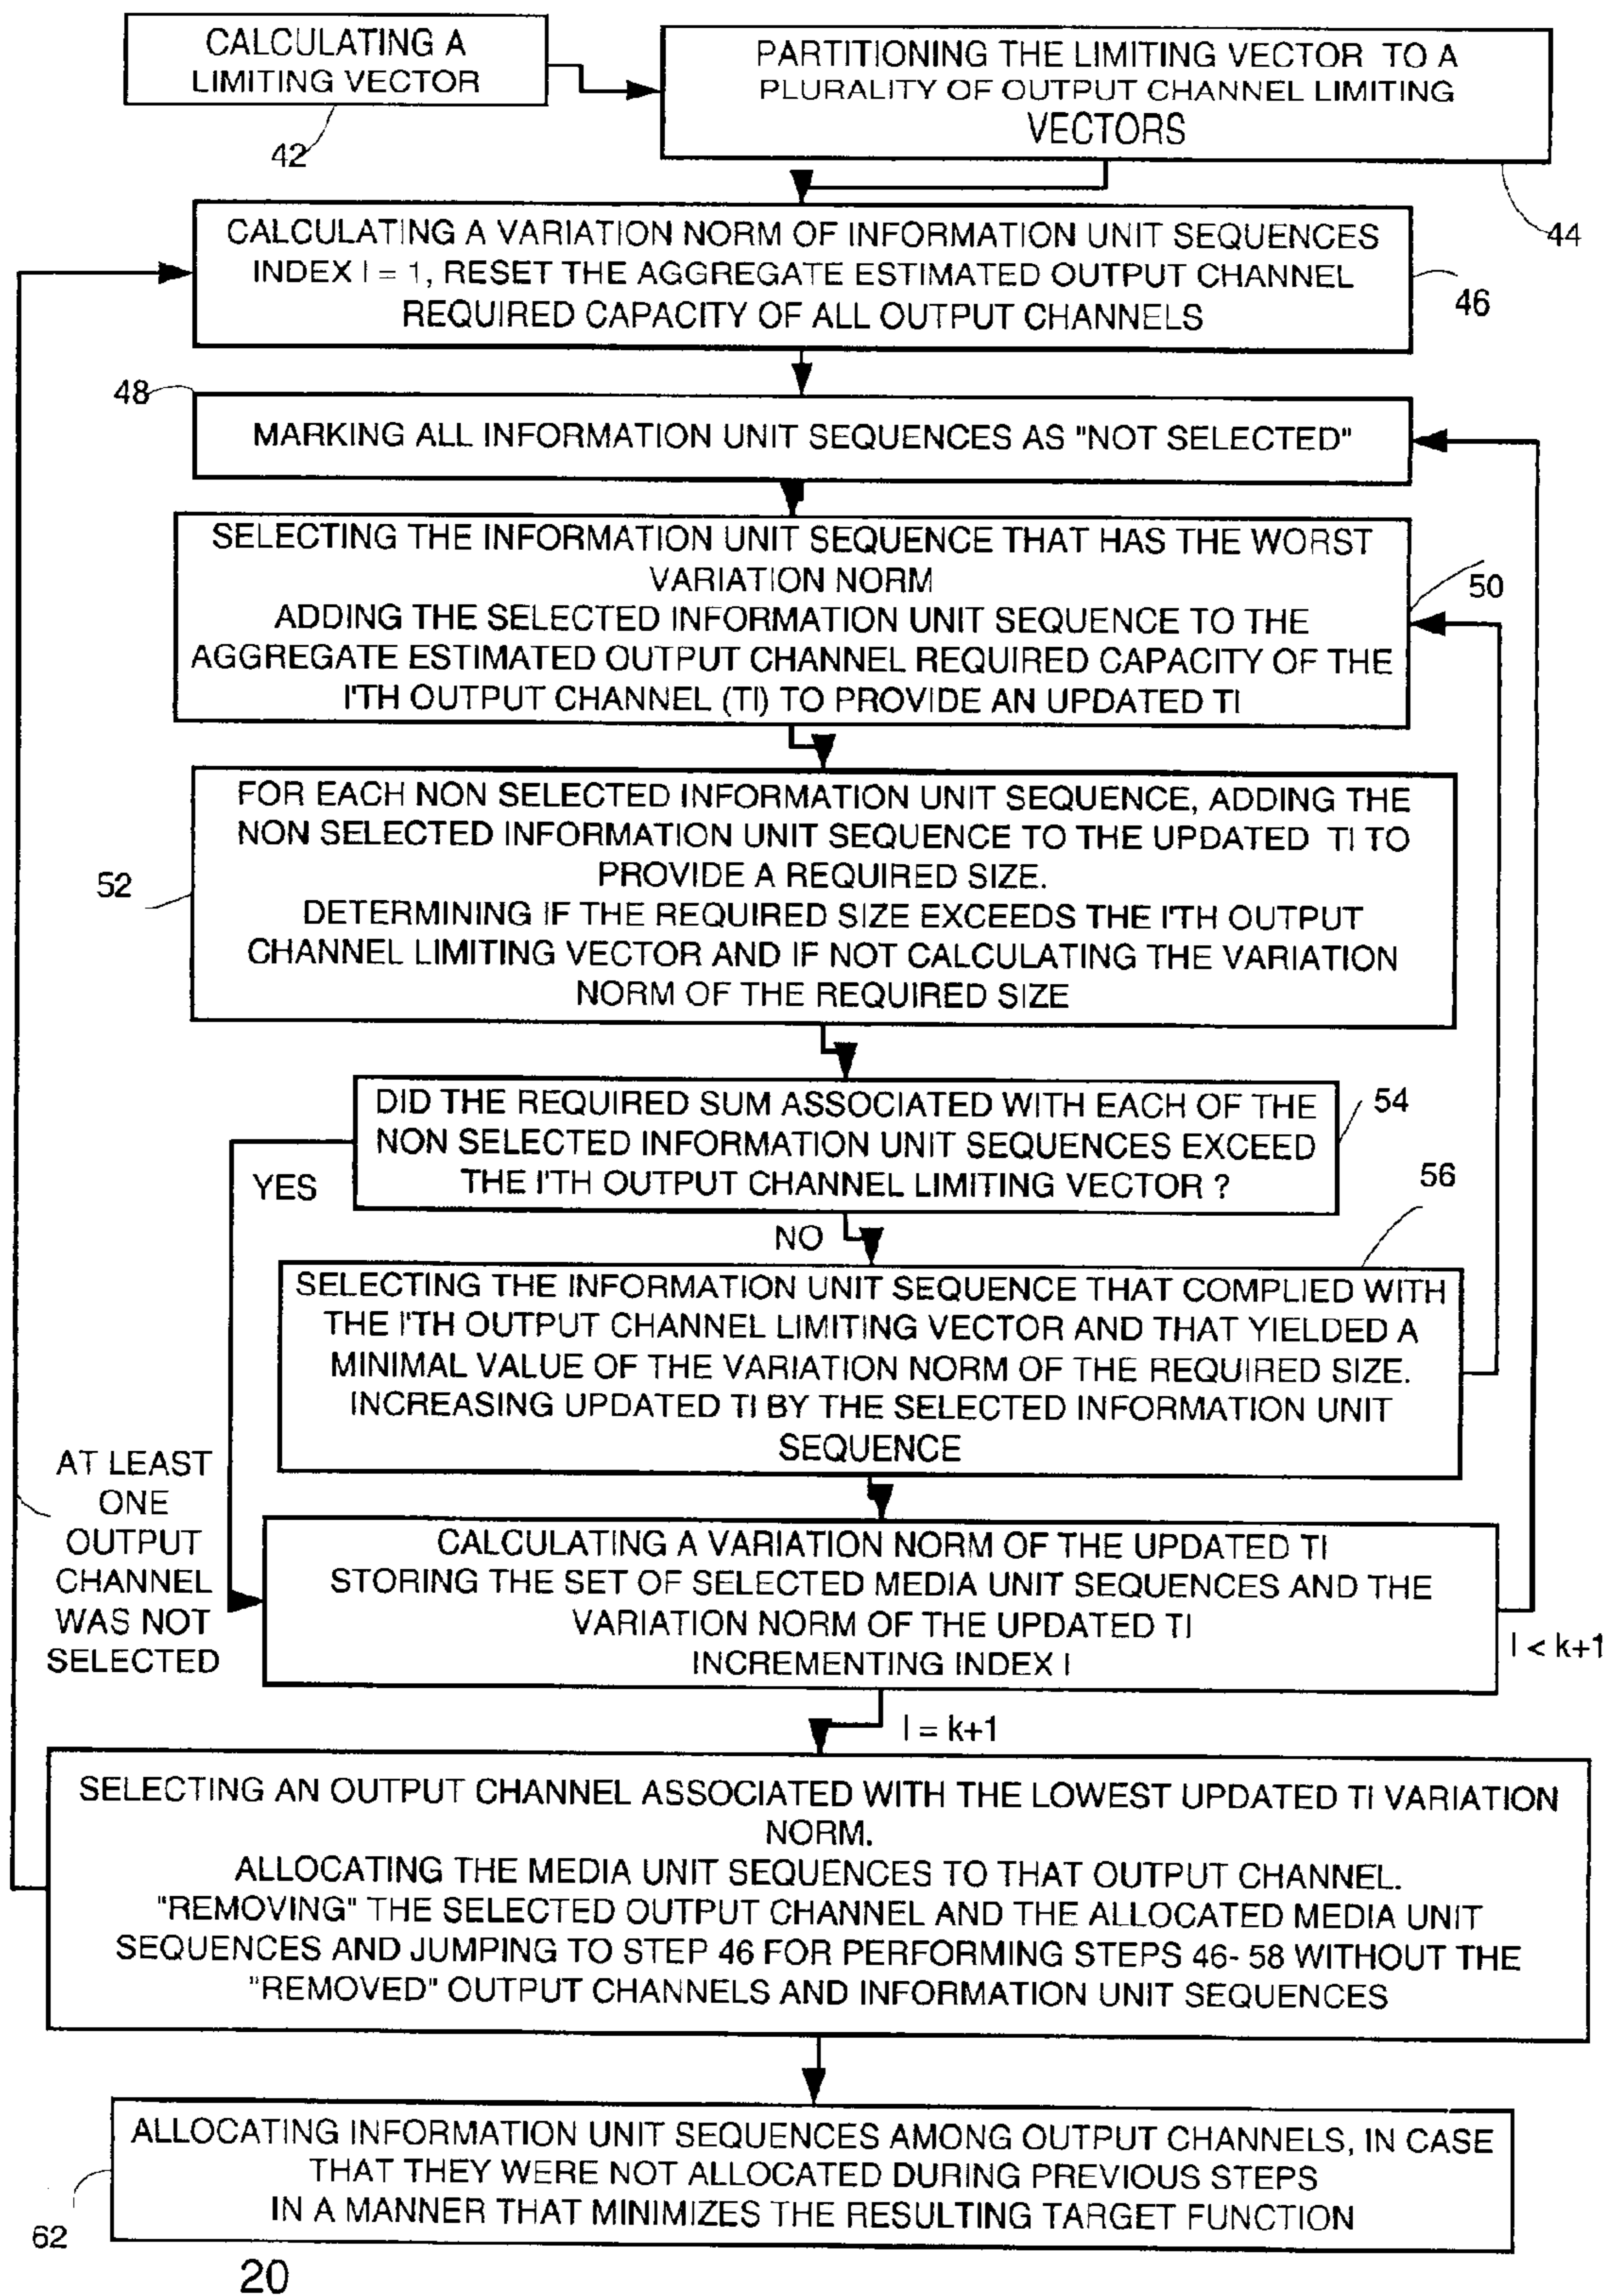 CALCULATING A
LIMITING VECTOR
42
PARTITIONING THE LIMITING VECTOR TO A
PLURALITY OF OUTPUT CHANNEL LIMITING
VECTORS
44
CALCULATING A VARIATION NORM OF INFORMATION UNIT SEQUENCES
INDEX I = 1, RESET THE AGGREGATE ESTIMATED OUTPUT CHANNEL
REQUIRED CAPACITY OF ALL OUTPUT CHANNELS
46
48
MARKING ALL INFORMATION UNIT SEQUENCES AS "NOT SELECTED"
SELECTING THE INFORMATION UNIT SEQUENCE THAT HAS THE WORST
VARIATION NORM
ADDING THE SELECTED INFORMATION UNIT SEQUENCE TO THE
AGGREGATE ESTIMATED OUTPUT CHANNEL REQUIRED CAPACITY OF THE
I'TH OUTPUT CHANNEL (TI) TO PROVIDE AN UPDATED TI
50
FOR EACH NON SELECTED INFORMATION UNIT SEQUENCE, ADDING THE
NON SELECTED INFORMATION UNIT SEQUENCE TO THE UPDATED TI TO
PROVIDE A REQUIRED SIZE.
DETERMINING IF THE REQUIRED SIZE EXCEEDS THE I'TH OUTPUT
CHANNEL LIMITING VECTOR AND IF NOT CALCULATING THE VARIATION
NORM OF THE REQUIRED SIZE
52
DID THE REQUIRED SUM ASSOCIATED WITH EACH OF THE
NON SELECTED INFORMATION UNIT SEQUENCES EXCEED
THE I'TH OUTPUT CHANNEL LIMITING VECTOR ?
54
YES
NO
56
SELECTING THE INFORMATION UNIT SEQUENCE THAT COMPLIED WITH
THE I'TH OUTPUT CHANNEL LIMITING VECTOR AND THAT YIELDED A
MINIMAL VALUE OF THE VARIATION NORM OF THE REQUIRED SIZE.
INCREASING UPDATED TI BY THE SELECTED INFORMATION UNIT
SEQUENCE
AT LEAST
ONE
OUTPUT
CHANNEL
WAS NOT
SELECTED
CALCULATING A VARIATION NORM OF THE UPDATED TI
STORING THE SET OF SELECTED MEDIA UNIT SEQUENCES AND THE
VARIATION NORM OF THE UPDATED TI
INCREMENTING INDEX I
I < k+1
I = k+1
SELECTING AN OUTPUT CHANNEL ASSOCIATED WITH THE LOWEST UPDATED TI VARIATION
NORM.
ALLOCATING THE MEDIA UNIT SEQUENCES TO THAT OUTPUT CHANNEL.
"REMOVING" THE SELECTED OUTPUT CHANNEL AND THE ALLOCATED MEDIA UNIT
SEQUENCES AND JUMPING TO STEP 46 FOR PERFORMING STEPS 46- 58 WITHOUT THE
"REMOVED" OUTPUT CHANNELS AND INFORMATION UNIT SEQUENCES
ALLOCATING INFORMATION UNIT SEQUENCES AMONG OUTPUT CHANNELS, IN CASE
THAT THEY WERE NOT ALLOCATED DURING PREVIOUS STEPS
IN A MANNER THAT MINIMIZES THE RESULTING TARGET FUNCTION
62
20